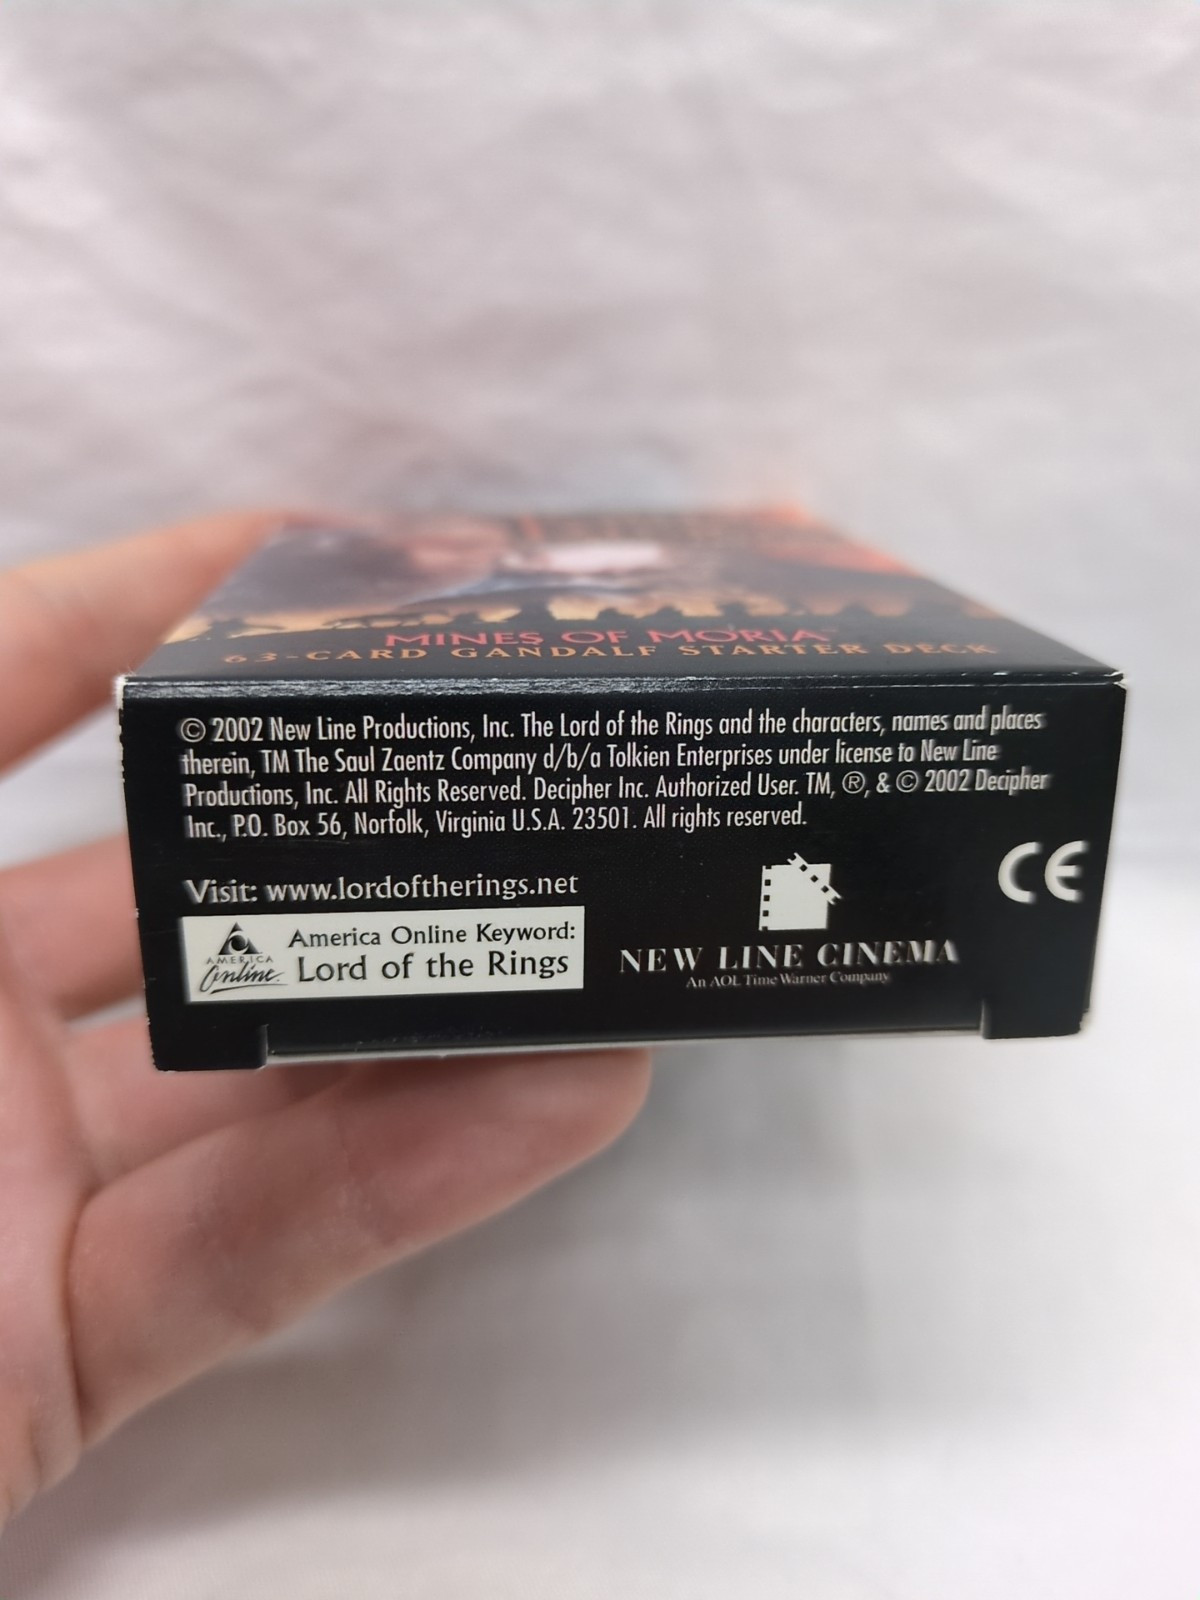 MINES OF MORIA™
63-CARD GANDALF STARTER DECK
© 2002 New Line Productions, Inc. The Lord of the Rings and the characters, names and places
therein, TM The Saul Zaentz Company d/b/a Tolkien Enterprises under license to New Line
Productions, Inc. All Rights Reserved. Decipher Inc. Authorized User. TM, ®, & © 2002 Decipher
Inc., P.O. Box 56, Norfolk, Virginia U.S.A. 23501. All rights reserved.
Visit: www.lordoftherings.net
AMERICA
Online
America Online Keyword:
Lord of the Rings
NEW LINE CINEMA
An AOL Time Warner Company
CE